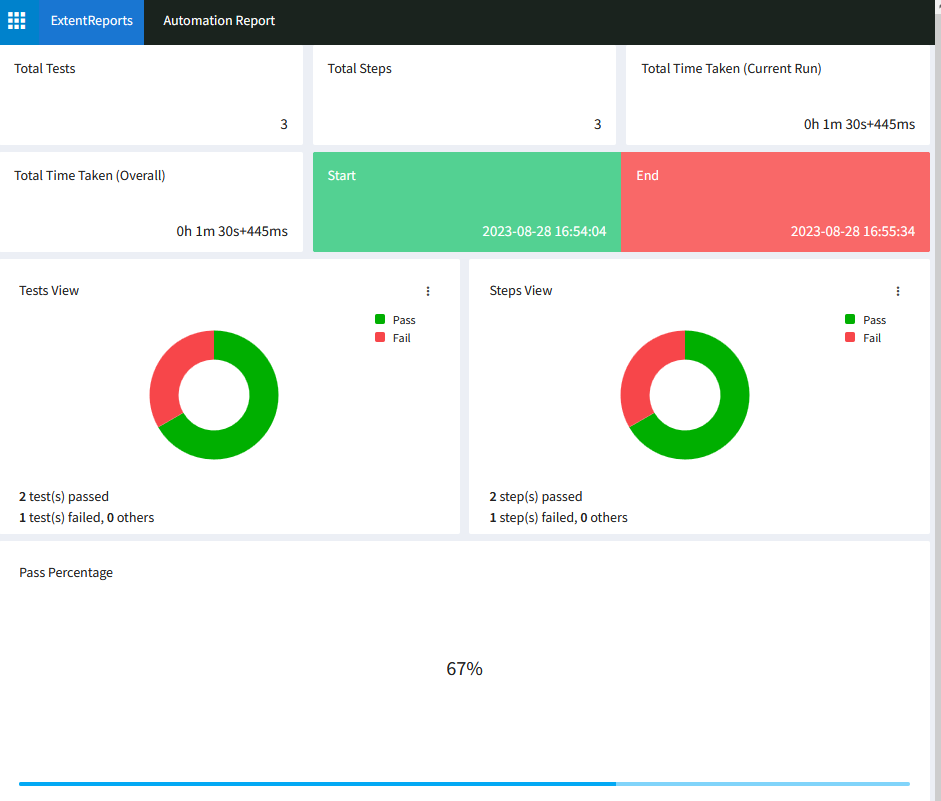 ExtentReports Automation Report
Total Tests
3
Total Steps
3
Total Time Taken (Current Run)
0h 1m 30s+445ms
Total Time Taken (Overall)
0h 1m 30s+445ms
Start
2023-08-28 16:54:04
End
2023-08-28 16:55:34
Tests View
Pass
Fail
2 test(s) passed
1 test(s) failed, 0 others
Steps View
Pass
Fail
2 step(s) passed
1 step(s) failed, 0 others
Pass Percentage
67%